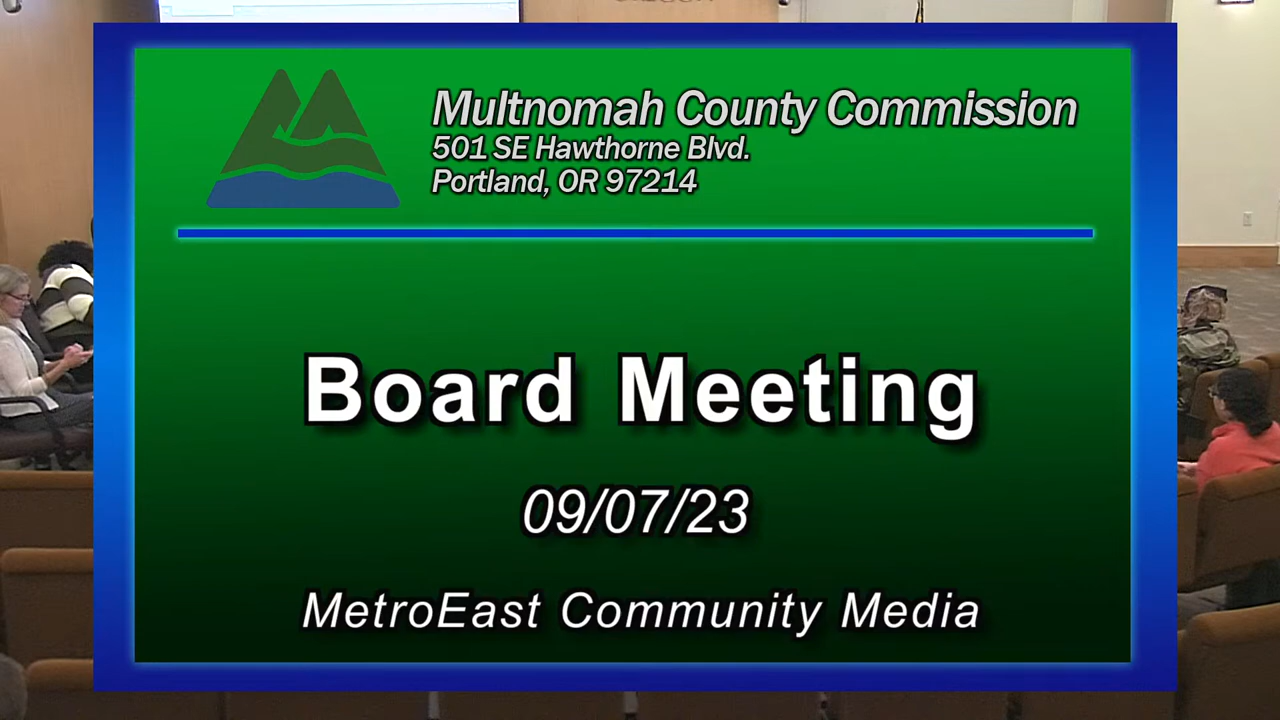 Multnomah County Commission
501 SE Hawthorne Blvd.
Portland, OR 97214
Board Meeting
09/07/23
MetroEast Community Media